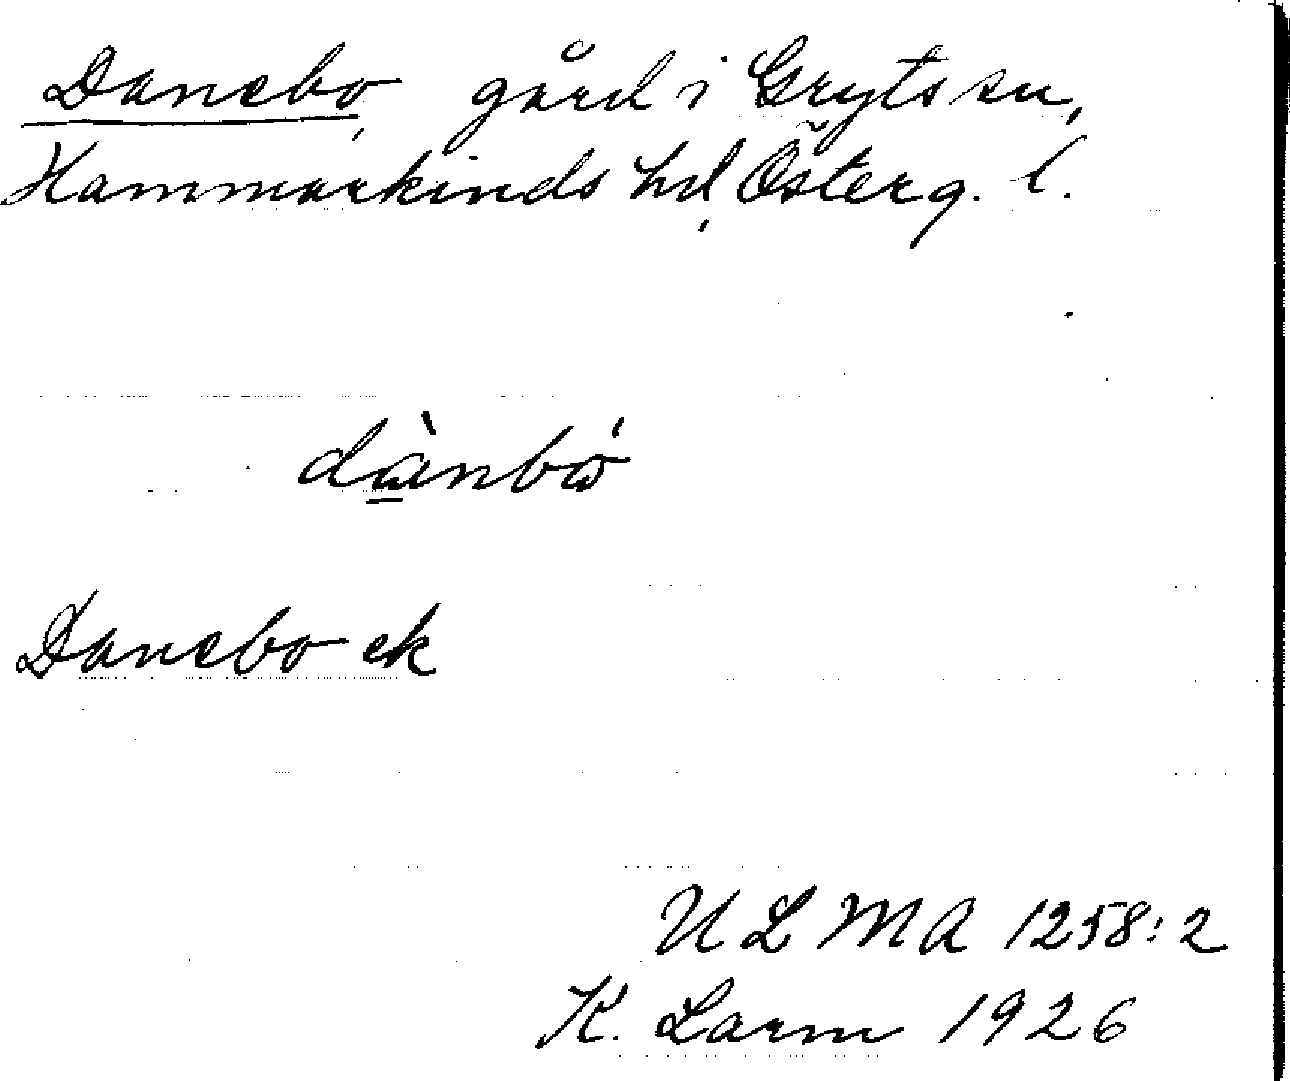 Danebo, gård i Gryts sn,
Hammarkinds hd, Österg. l.
dànbó
Danebo ek
ULMA 1258:2
K. Larm 1926